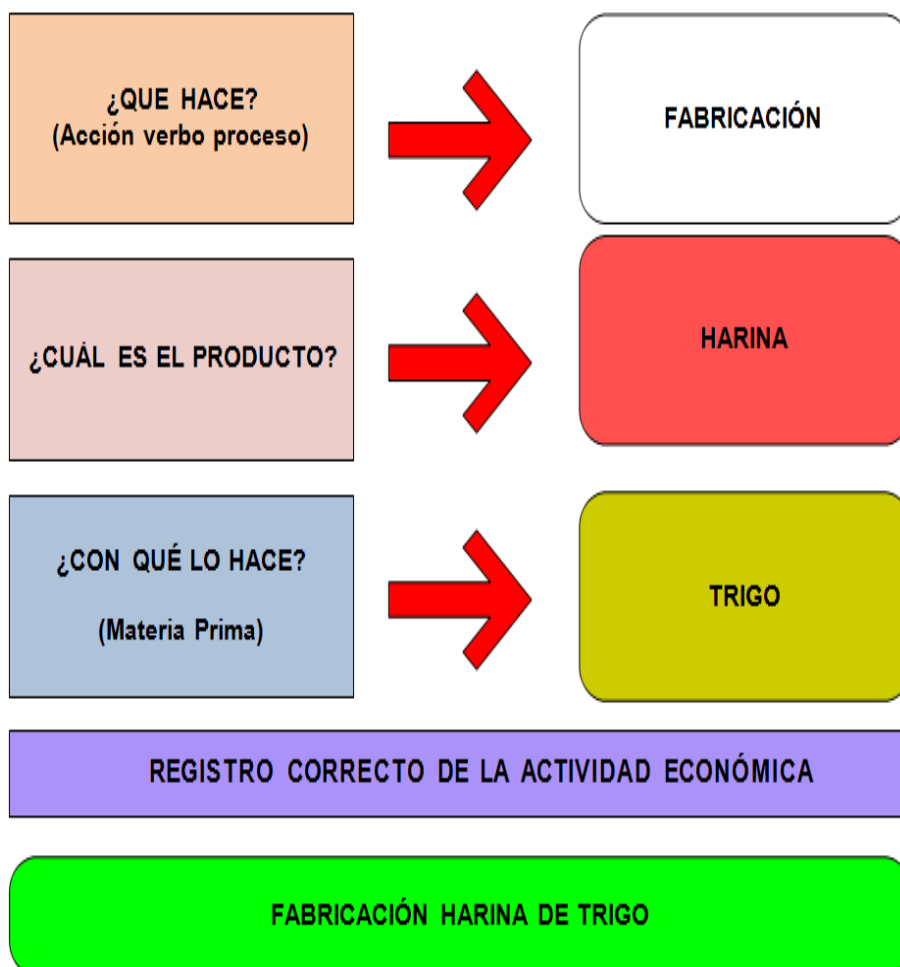 ¿QUE HACE?
(Acción verbo proceso)
FABRICACIÓN
¿CUÁL ES EL PRODUCTO?
HARINA
¿CON QUÉ LO HACE?
(Materia Prima)
TRIGO
REGISTRO CORRECTO DE LA ACTIVIDAD ECONÓMICA
FABRICACIÓN HARINA DE TRIGO